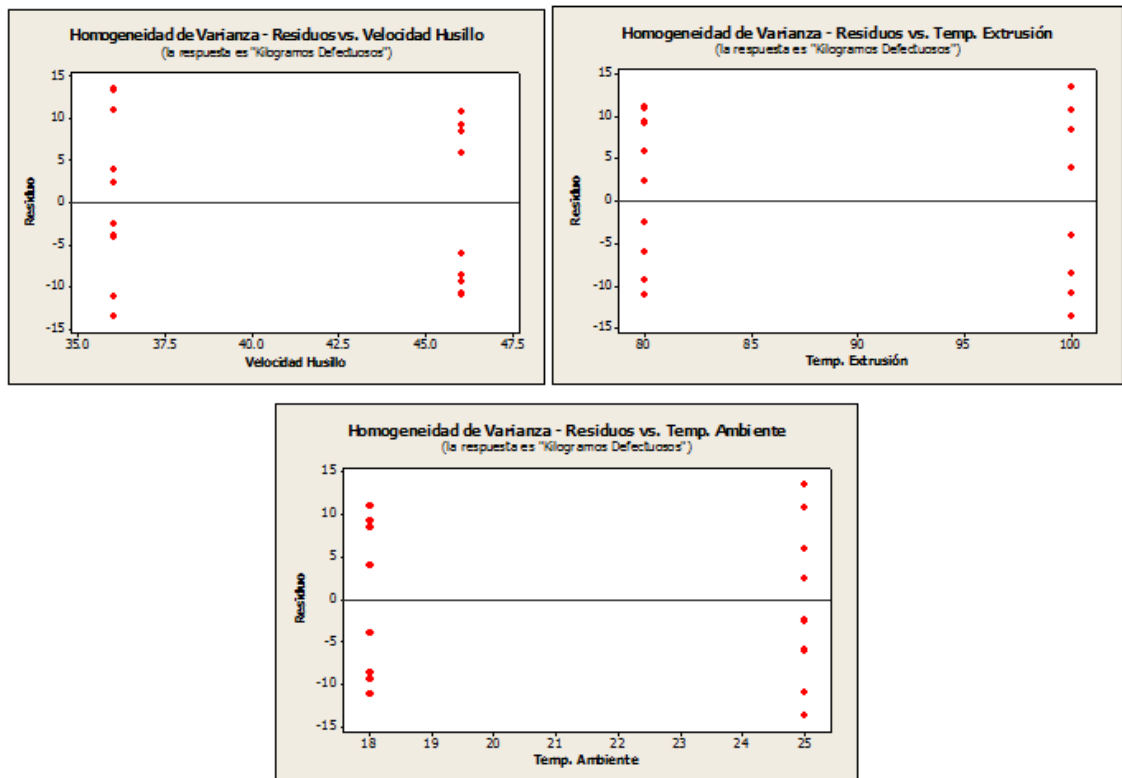 Homogeneidad de Varianza - Residuos vs. Velocidad Husillo
(la respuesta es "Kilogramos Defectuosos")
15
10
5
0
-5
-10
-15
Residuo
35.0 37.5 40.0 42.5 45.0 47.5
Velocidad Husillo
Homogeneidad de Varianza - Residuos vs. Temp. Extrusión
(la respuesta es "Kilogramos Defectuosos")
15
10
5
0
-5
-10
-15
Residuo
80 85 90 95 100
Temp. Extrusión
Homogeneidad de Varianza - Residuos vs. Temp. Ambiente
(la respuesta es "Kilogramos Defectuosos")
15
10
5
0
-5
-10
-15
Residuo
18 19 20 21 22 23 24 25
Temp. Ambiente